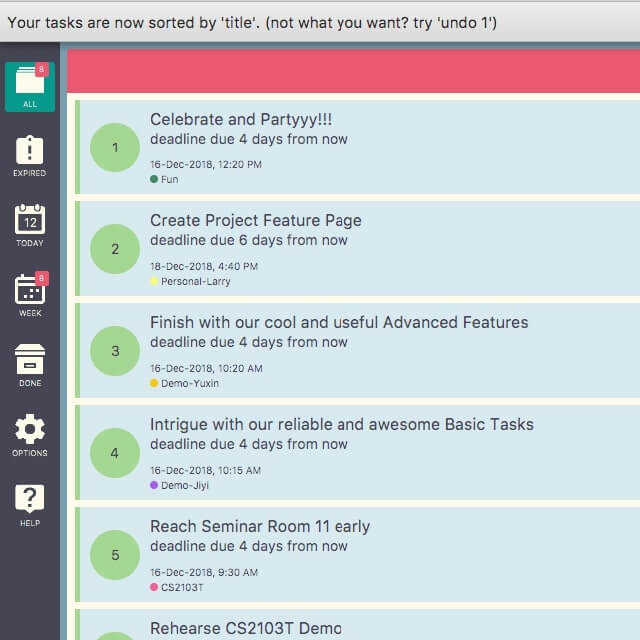 Your tasks are now sorted by 'title'. (not what you want? try 'undo 1')
8
ALL
EXPIRED
12
TODAY
8
WEEK
DONE
OPTIONS
?
HELP
1
Celebrate and Partyyy!!!
deadline due 4 days from now
16-Dec-2018, 12:20 PM
Fun
2
Create Project Feature Page
deadline due 6 days from now
18-Dec-2018, 4:40 PM
Personal-Larry
3
Finish with our cool and useful Advanced Features
deadline due 4 days from now
16-Dec-2018, 10:20 AM
Demo-Yuxin
4
Intrigue with our reliable and awesome Basic Tasks
deadline due 4 days from now
16-Dec-2018, 10:15 AM
Demo-Jiyi
5
Reach Seminar Room 11 early
deadline due 4 days from now
16-Dec-2018, 9:30 AM
CS2103T
Rehearse CS2103T Demo